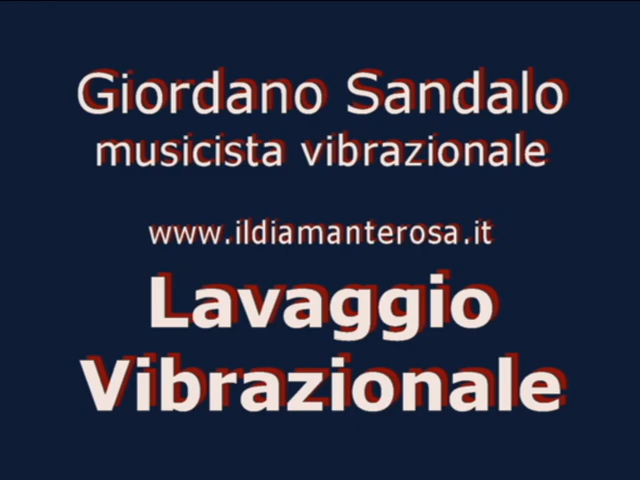 Giordano Sandalo
musicista vibrazionale
www.ildiamanterosa.it
Lavaggio
Vibrazionale